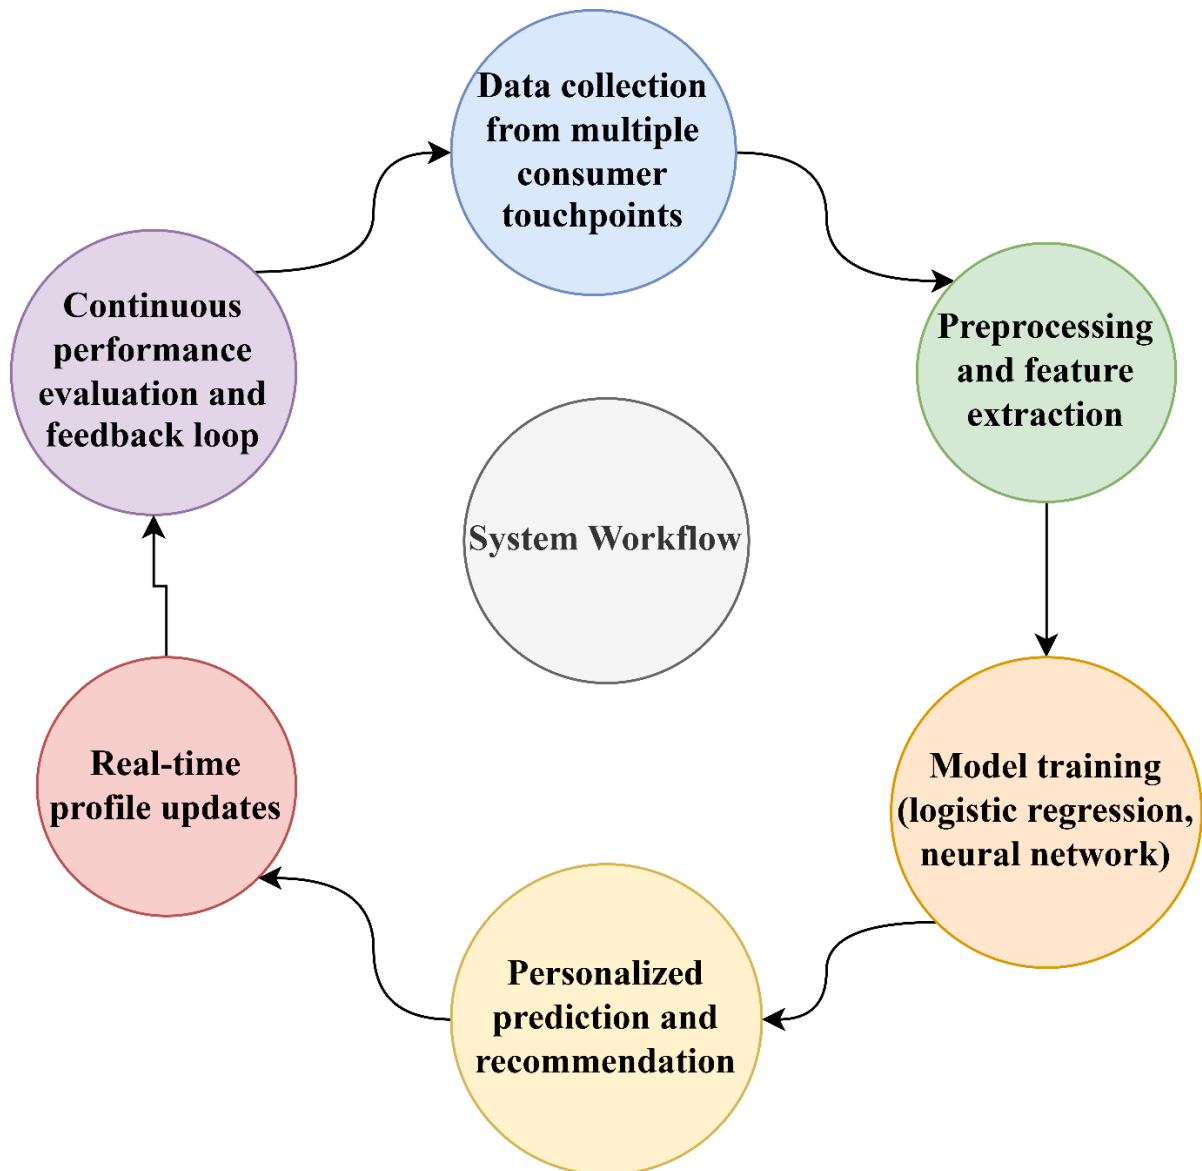 Data collection
from multiple
consumer
touchpoints
Preprocessing
and feature
extraction
Model training
(logistic regression,
neural network)
Personalized
prediction and
recommendation
Real-time
profile updates
Continuous
performance
evaluation and
feedback loop
System Workflow